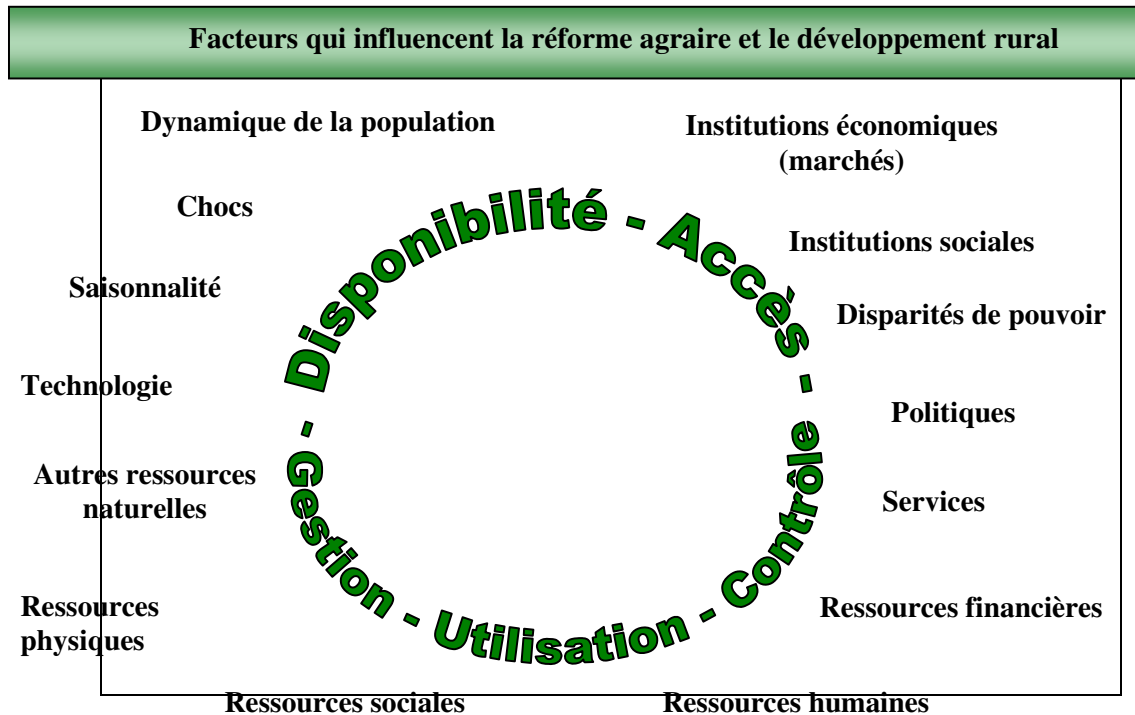 Facteurs qui influencent la réforme agraire et le développement rural
Dynamique de la population
Institutions économiques
(marchés)
Chocs
Institutions sociales
Saisonnalité
Disparités de pouvoir
Technologie
Politiques
Autres ressources
naturelles
Services
Ressources
physiques
Ressources financières
Ressources sociales
Ressources humaines
- Disponibilité - Accés -
Gestion - Utilisation - Contrôle